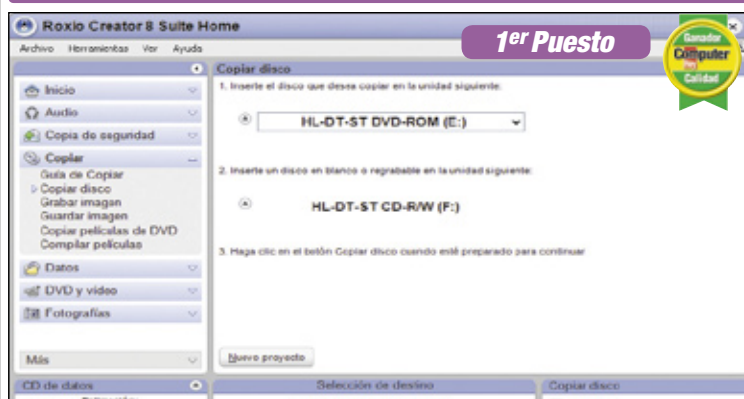 Roxio Creator 8 Suite Home
1er Puesto
Ganador
Computer
Calidad
Archivo Herramientas Ver Ayuda
Copiar disco
1. Inserte el disco que desea copiar en la unidad siguiente:
HL-DT-ST DVD-ROM (E:)
2. Inserte un disco en blanco o regrabable en la unidad siguiente:
HL-DT-ST CD-R/W (F:)
3. Haga clic en el botón Copiar disco cuando esté preparado para continuar
Nuevo proyecto
Inicio
Audio
Copia de seguridad
Copiar
Guía de Copiar
Copiar disco
Grabar imagen
Guardar imagen
Copiar películas de DVD
Compilar películas
Datos
DVD y vídeo
Fotografías
Más
CD de datos
Selección de destino
Copiar disco